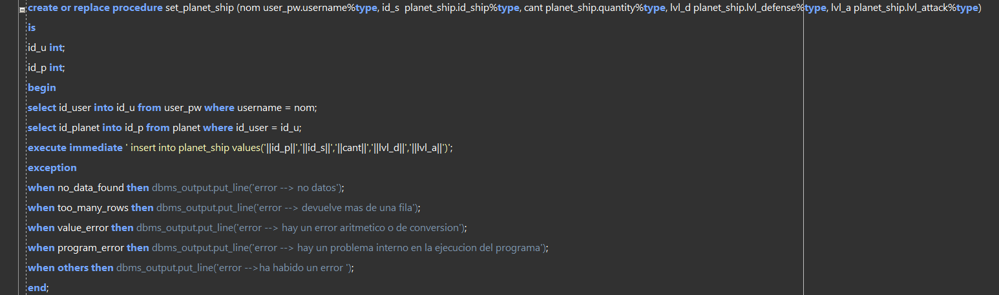 create or replace procedure set_planet_ship (nom user_pw.username%type, id_s  planet_ship.id_ship%type, cant planet_ship.quantity%type, lvl_d planet_ship.lvl_defense%type, lvl_a planet_ship.lvl_attack%type)
is
id_u int;
id_p int;
begin
select id_user into id_u from user_pw where username = nom;
select id_planet into id_p from planet where id_user = id_u;
execute immediate ' insert into planet_ship values('||id_p||','||id_s||','||cant||','||lvl_d||','||lvl_a||')';
exception
when no_data_found then dbms_output.put_line('error --> no datos');
when too_many_rows then dbms_output.put_line('error --> devuelve mas de una fila');
when value_error then dbms_output.put_line('error --> hay un error aritmetico o de conversion');
when program_error then dbms_output.put_line('error --> hay un problema interno en la ejecucion del programa');
when others then dbms_output.put_line('error -->ha habido un error ');
end;